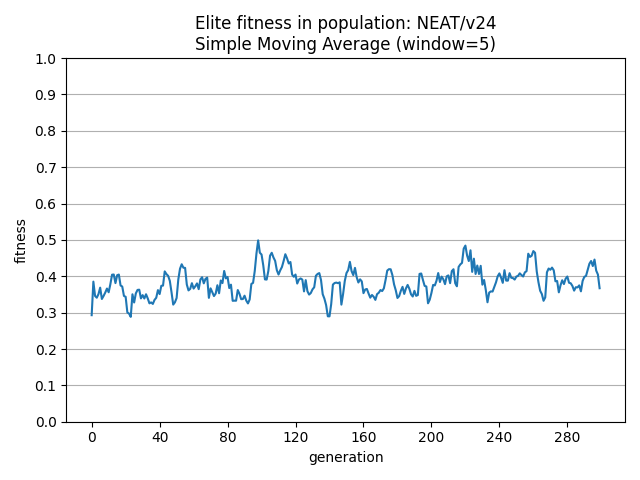 Elite fitness in population: NEAT/v24
Simple Moving Average (window=5)
1.0
0.9
0.8
0.7
0.6
0.5
0.4
0.3
0.2
0.1
0.0
fitness
0 40 80 120 160 200 240 280
generation